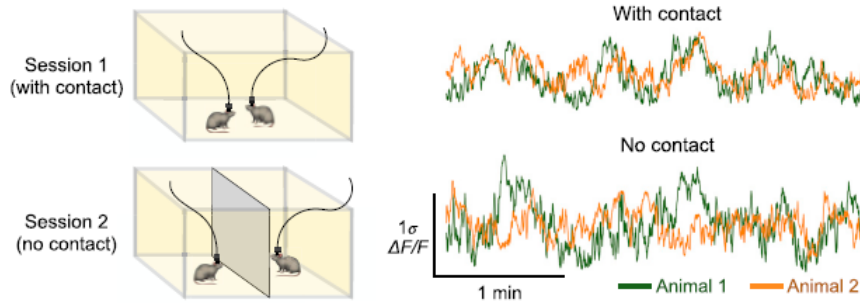 Session 1
(with contact)
With contact
Session 2
(no contact)
No contact
1σ
ΔF/F
1 min
Animal 1
Animal 2